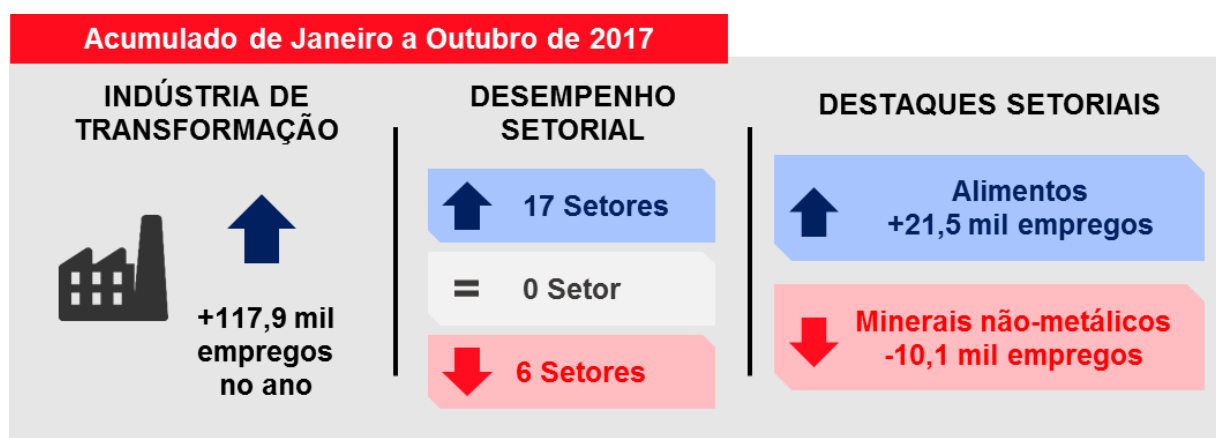 Acumulado de Janeiro a Outubro de 2017
INDÚSTRIA DE
TRANSFORMAÇÃO
+117,9 mil
empregos
no ano
DESEMPENHO
SETORIAL
17 Setores
= 0 Setor
6 Setores
DESTAQUES SETORIAIS
Alimentos
+21,5 mil empregos
Minerais não-metálicos
-10,1 mil empregos